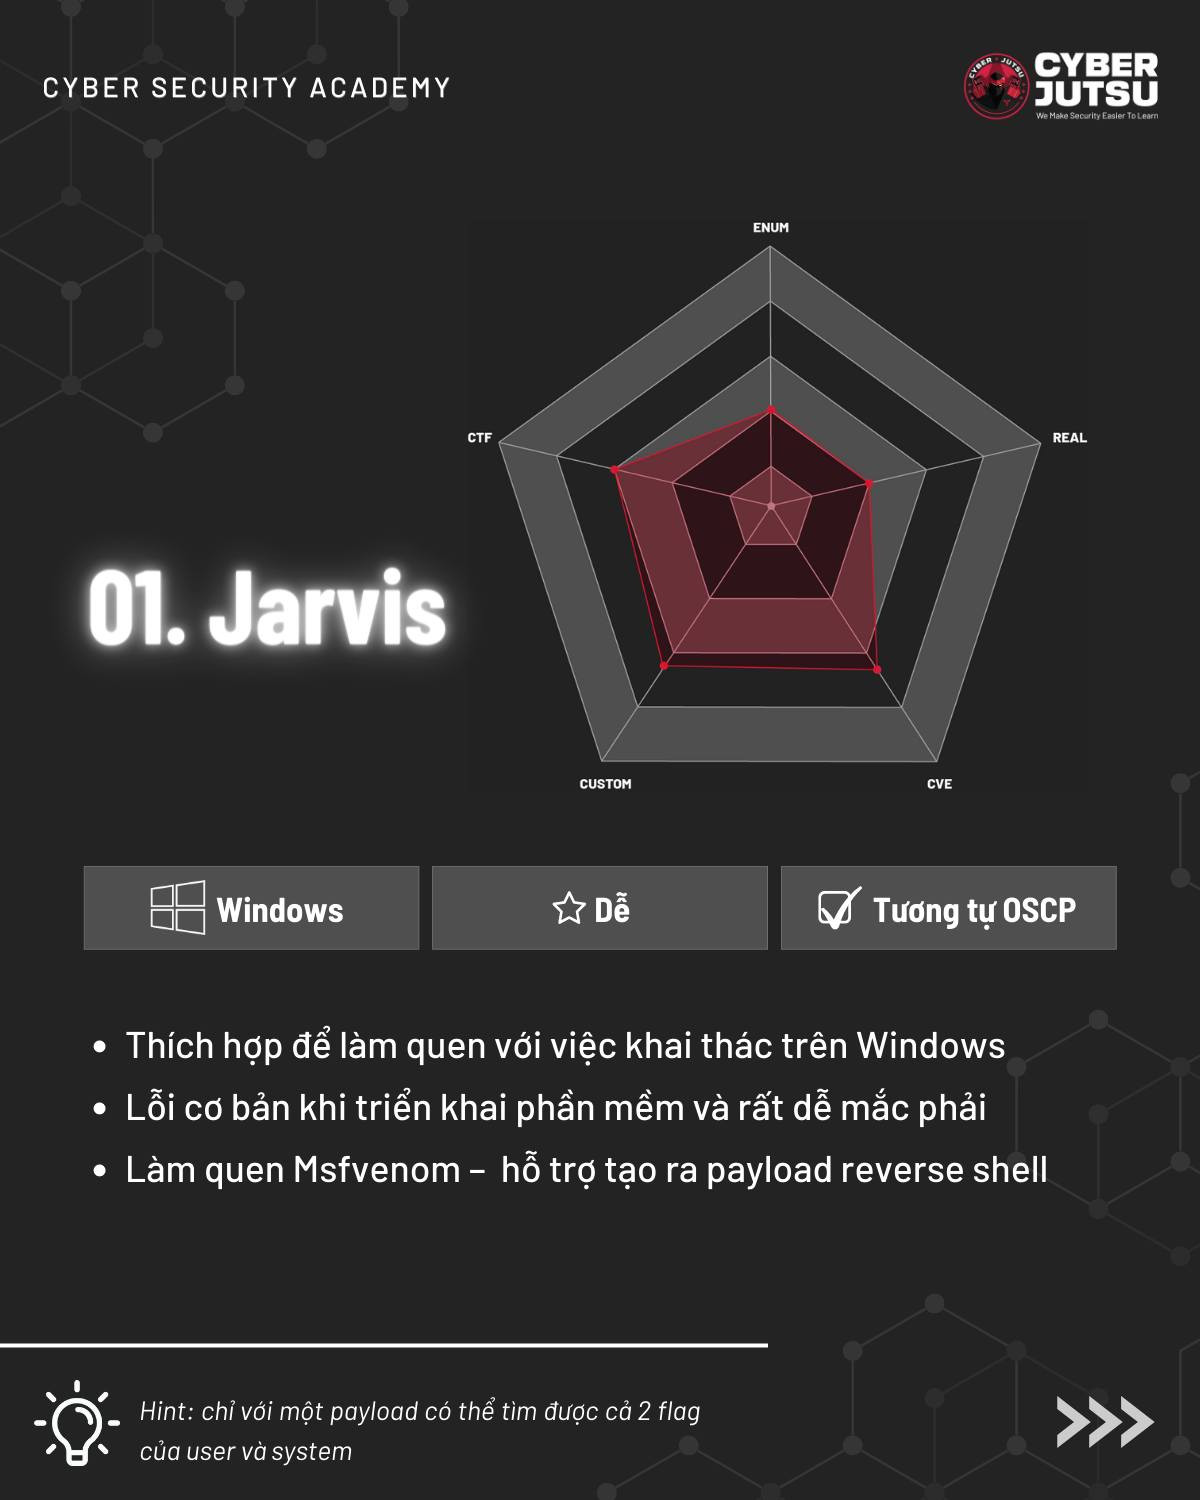 CYBER SECURITY ACADEMY
CYBER JUTSU
CYBER
JUTSU
We Make Security Easier To Learn
ENUM
CTF
REAL
01. Jarvis
CUSTOM
CVE
Windows
Dễ
Tương tự OSCP
• Thích hợp để làm quen với việc khai thác trên Windows
• Lỗi cơ bản khi triển khai phần mềm và rất dễ mắc phải
• Làm quen Msfvenom – hỗ trợ tạo ra payload reverse shell
Hint: chỉ với một payload có thể tìm được cả 2 flag
của user và system